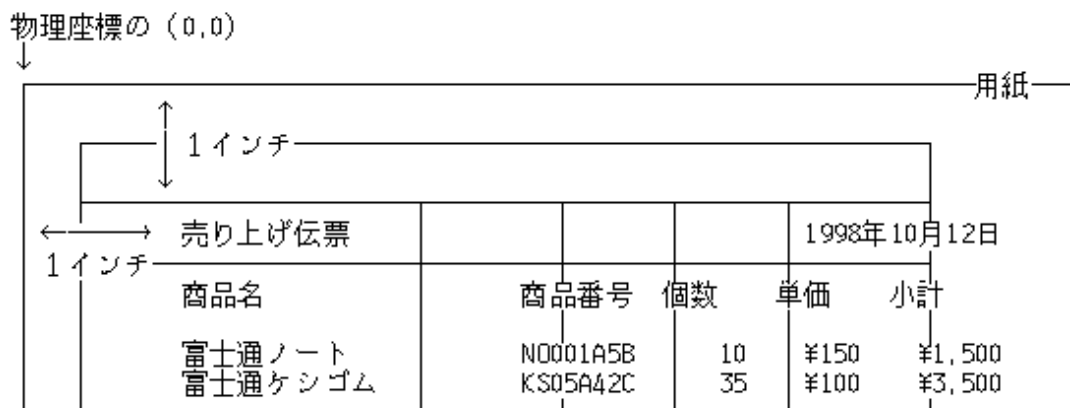 物理座標の（0,0）
↓
用紙
1インチ
売り上げ伝票 1998年10月12日
1インチ
商品名 商品番号 個数 単価 小計
富士通ノート NO001A5B 10 ¥150 ¥1,500
富士通ケシゴム KS05A42C 35 ¥100 ¥3,500